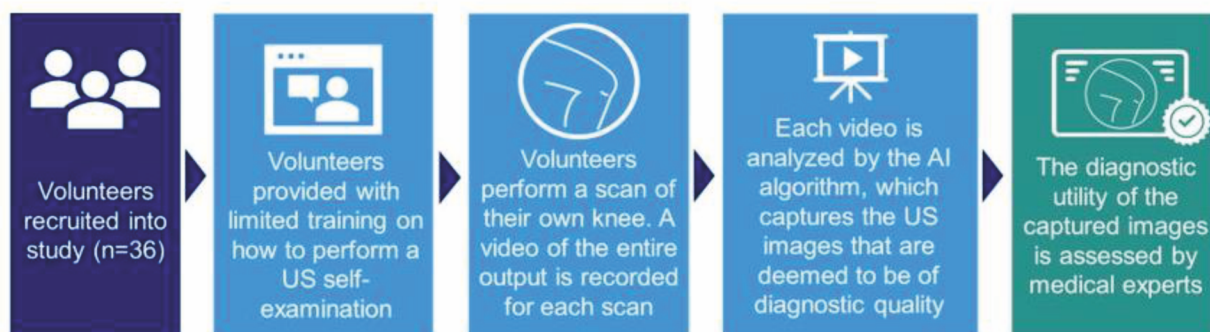 Volunteers
recruited into
study (n=36)
Volunteers
provided with
limited training on
how to perform a
US self-
examination
Volunteers
perform a scan of
their own knee. A
video of the entire
output is recorded
for each scan
Each video is
analyzed by the AI
algorithm, which
captures the US
images that are
deemed to be of
diagnostic quality
The diagnostic
utility of the
captured images
is assessed by
medical experts